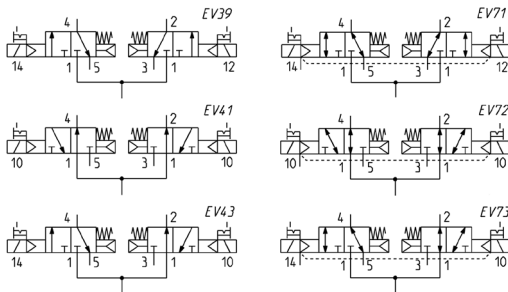 4 2 EV39
14 1 5 3 1 12
4 2 EV71
14 1 5 3 1 12
4 2 EV41
10 1 5 3 1 10
4 2 EV72
10 1 5 3 1 10
4 2 EV43
14 1 5 3 1 10
4 2 EV73
14 1 5 3 1 10